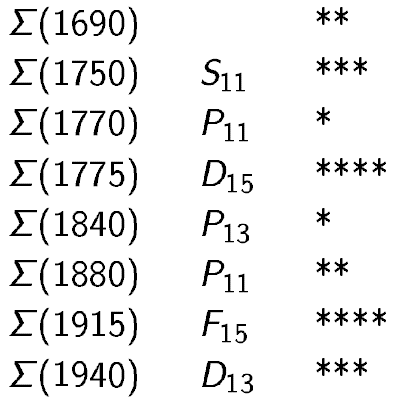 Σ(1690) **
Σ(1750) S₁₁ ***
Σ(1770) P₁₁ *
Σ(1775) D₁₅ ****
Σ(1840) P₁₃ *
Σ(1880) P₁₁ **
Σ(1915) F₁₅ ****
Σ(1940) D₁₃ ***